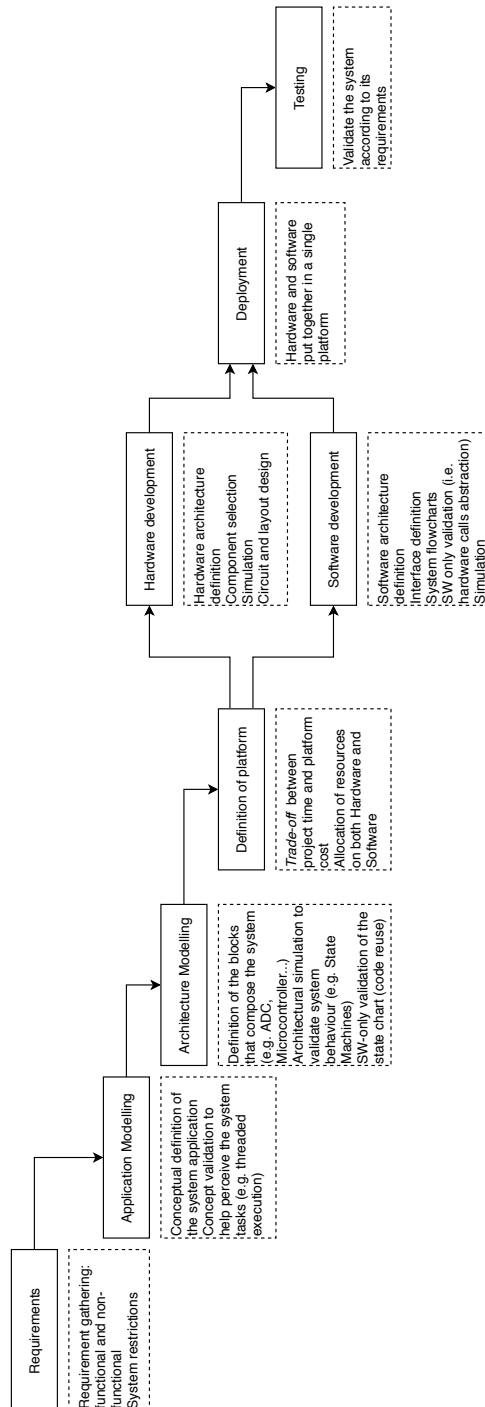 Requirements
Requirement gathering:
functional and non-
functional
System restrictions
Application Modelling
Conceptual definition of
the system application
Concept validation to
help perceive the system
tasks (e.g. threaded
execution)
Architecture Modelling
Definition of the blocks
that compose the system
(e.g. ADC,
Microcontroller...)
Architectural simulation to
validate system
behaviour (e.g. State
Machines)
SW-only validation of the
state chart (code reuse)
Definition of platform
Trade-off between
project time and platform
cost
Allocation of resources
on both Hardware and
Software
Hardware development
Hardware architecture
definition
Component selection
Simulation
Circuit and layout design
Software development
Software architecture
definition
Interface definition
System flowcharts
SW only validation (i.e.
hardware calls abstraction)
Simulation
Deployment
Hardware and software
put together in a single
platform
Testing
Validate the system
according to its
requirements